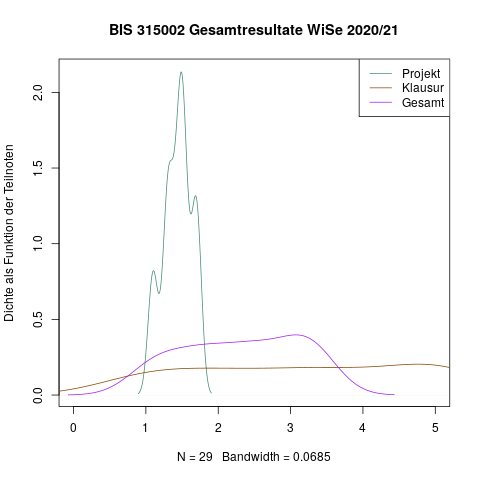 BIS 315002 Gesamtresultate WiSe 2020/21
Projekt
Klausur
Gesamt
Dichte als Funktion der Teilnoten
2.0
1.5
1.0
0.5
0.0
0 1 2 3 4 5
N = 29 Bandwidth = 0.0685